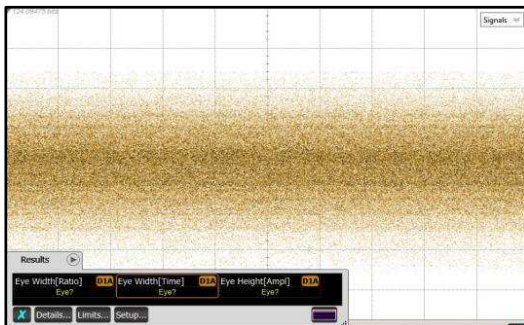 Signals
Results
Eye Width[Ratio] D1A Eye Width[Time] D1A Eye Height[Ampl] D1A
Eye? Eye? Eye?
X Details... Limits... Setup...